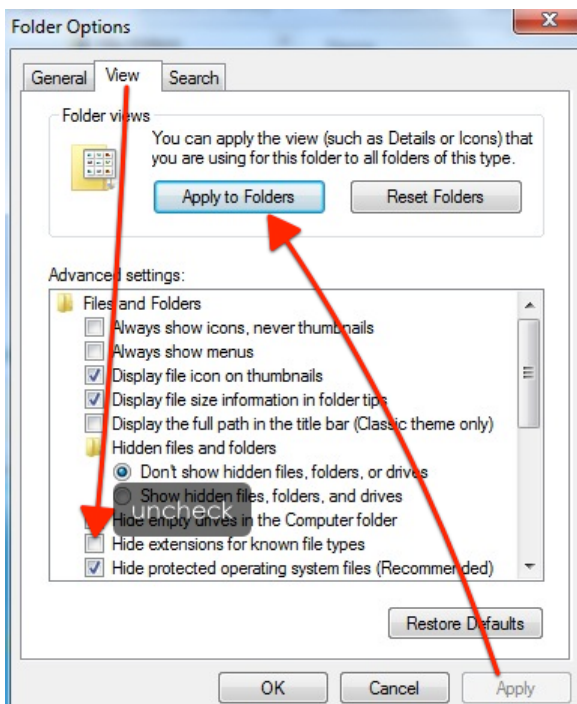 Folder Options
General View Search
Folder views
You can apply the view (such as Details or Icons) that
you are using for this folder to all folders of this type.
Apply to Folders Reset Folders
Advanced settings:
Files and Folders
Always show icons, never thumbnails
Always show menus
Display file icon on thumbnails
Display file size information in folder tips
Display the full path in the title bar (Classic theme only)
Hidden files and folders
Don't show hidden files, folders, or drives
Show hidden files, folders, and drives
uncheck
Hide empty drives in the Computer folder
Hide extensions for known file types
Hide protected operating system files (Recommended)
Restore Defaults
OK Cancel Apply